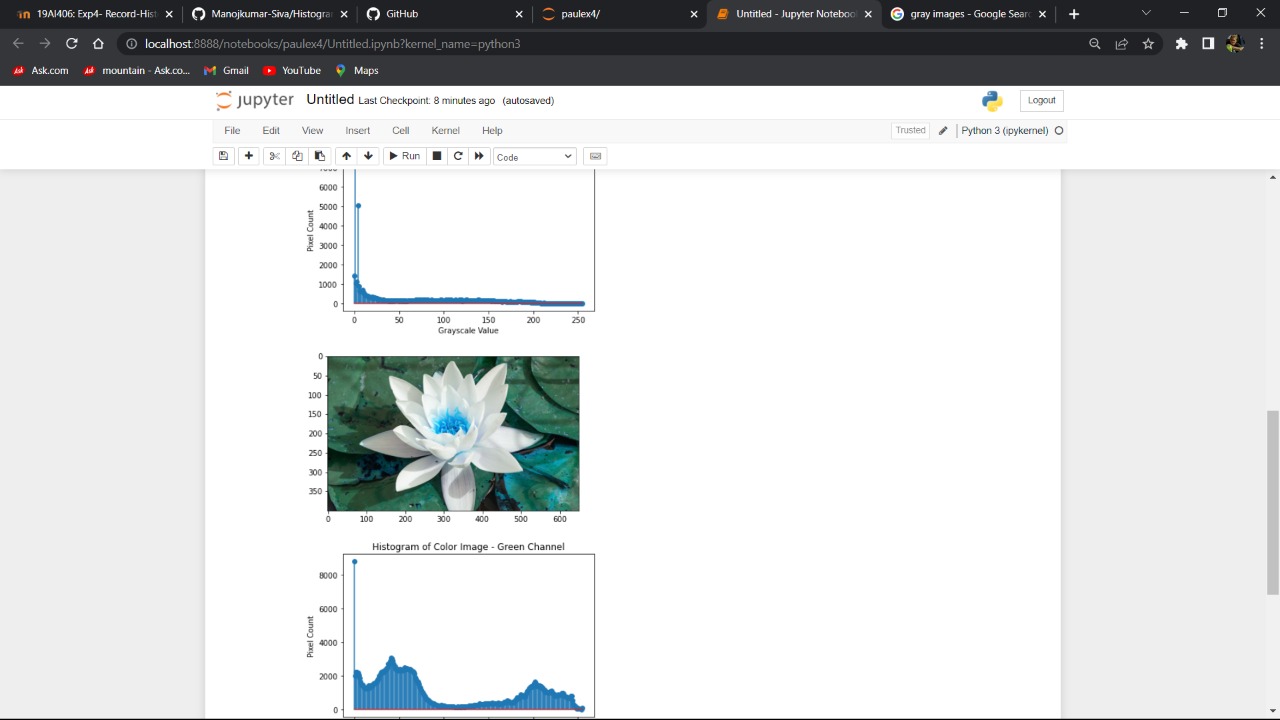 19AI406: Exp4- Record-Hist
Manojkumar-Siva/Histogram
GitHub
paulex4/
Untitled - Jupyter Notebook
gray images - Google Search
localhost:8888/notebooks/paulex4/Untitled.ipynb?kernel_name=python3
Ask.com
mountain - Ask.co...
Gmail
YouTube
Maps
jupyter Untitled Last Checkpoint: 8 minutes ago (autosaved)
Logout
File Edit View Insert Cell Kernel Help
Trusted
Python 3 (ipykernel)
Run
Code
7000
6000
5000
4000
3000
2000
1000
0
Pixel Count
0 50 100 150 200 250
Grayscale Value
0
50
100
150
200
250
300
350
0 100 200 300 400 500 600
Histogram of Color Image - Green Channel
8000
6000
4000
2000
0
Pixel Count